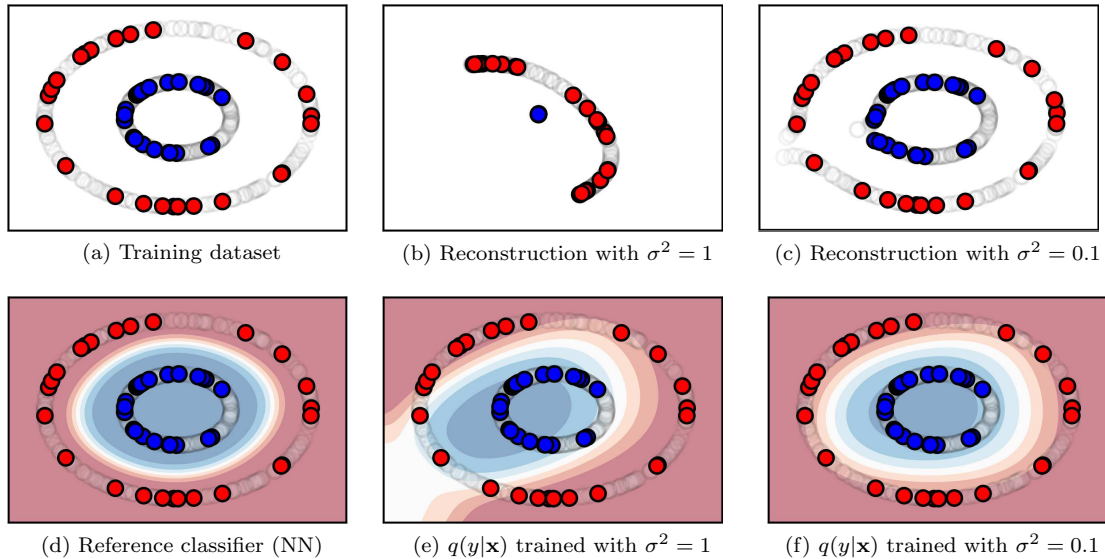 (a) Training dataset
(b) Reconstruction with σ² = 1
(c) Reconstruction with σ² = 0.1
(d) Reference classifier (NN)
(e) q(y|x) trained with σ² = 1
(f) q(y|x) trained with σ² = 0.1